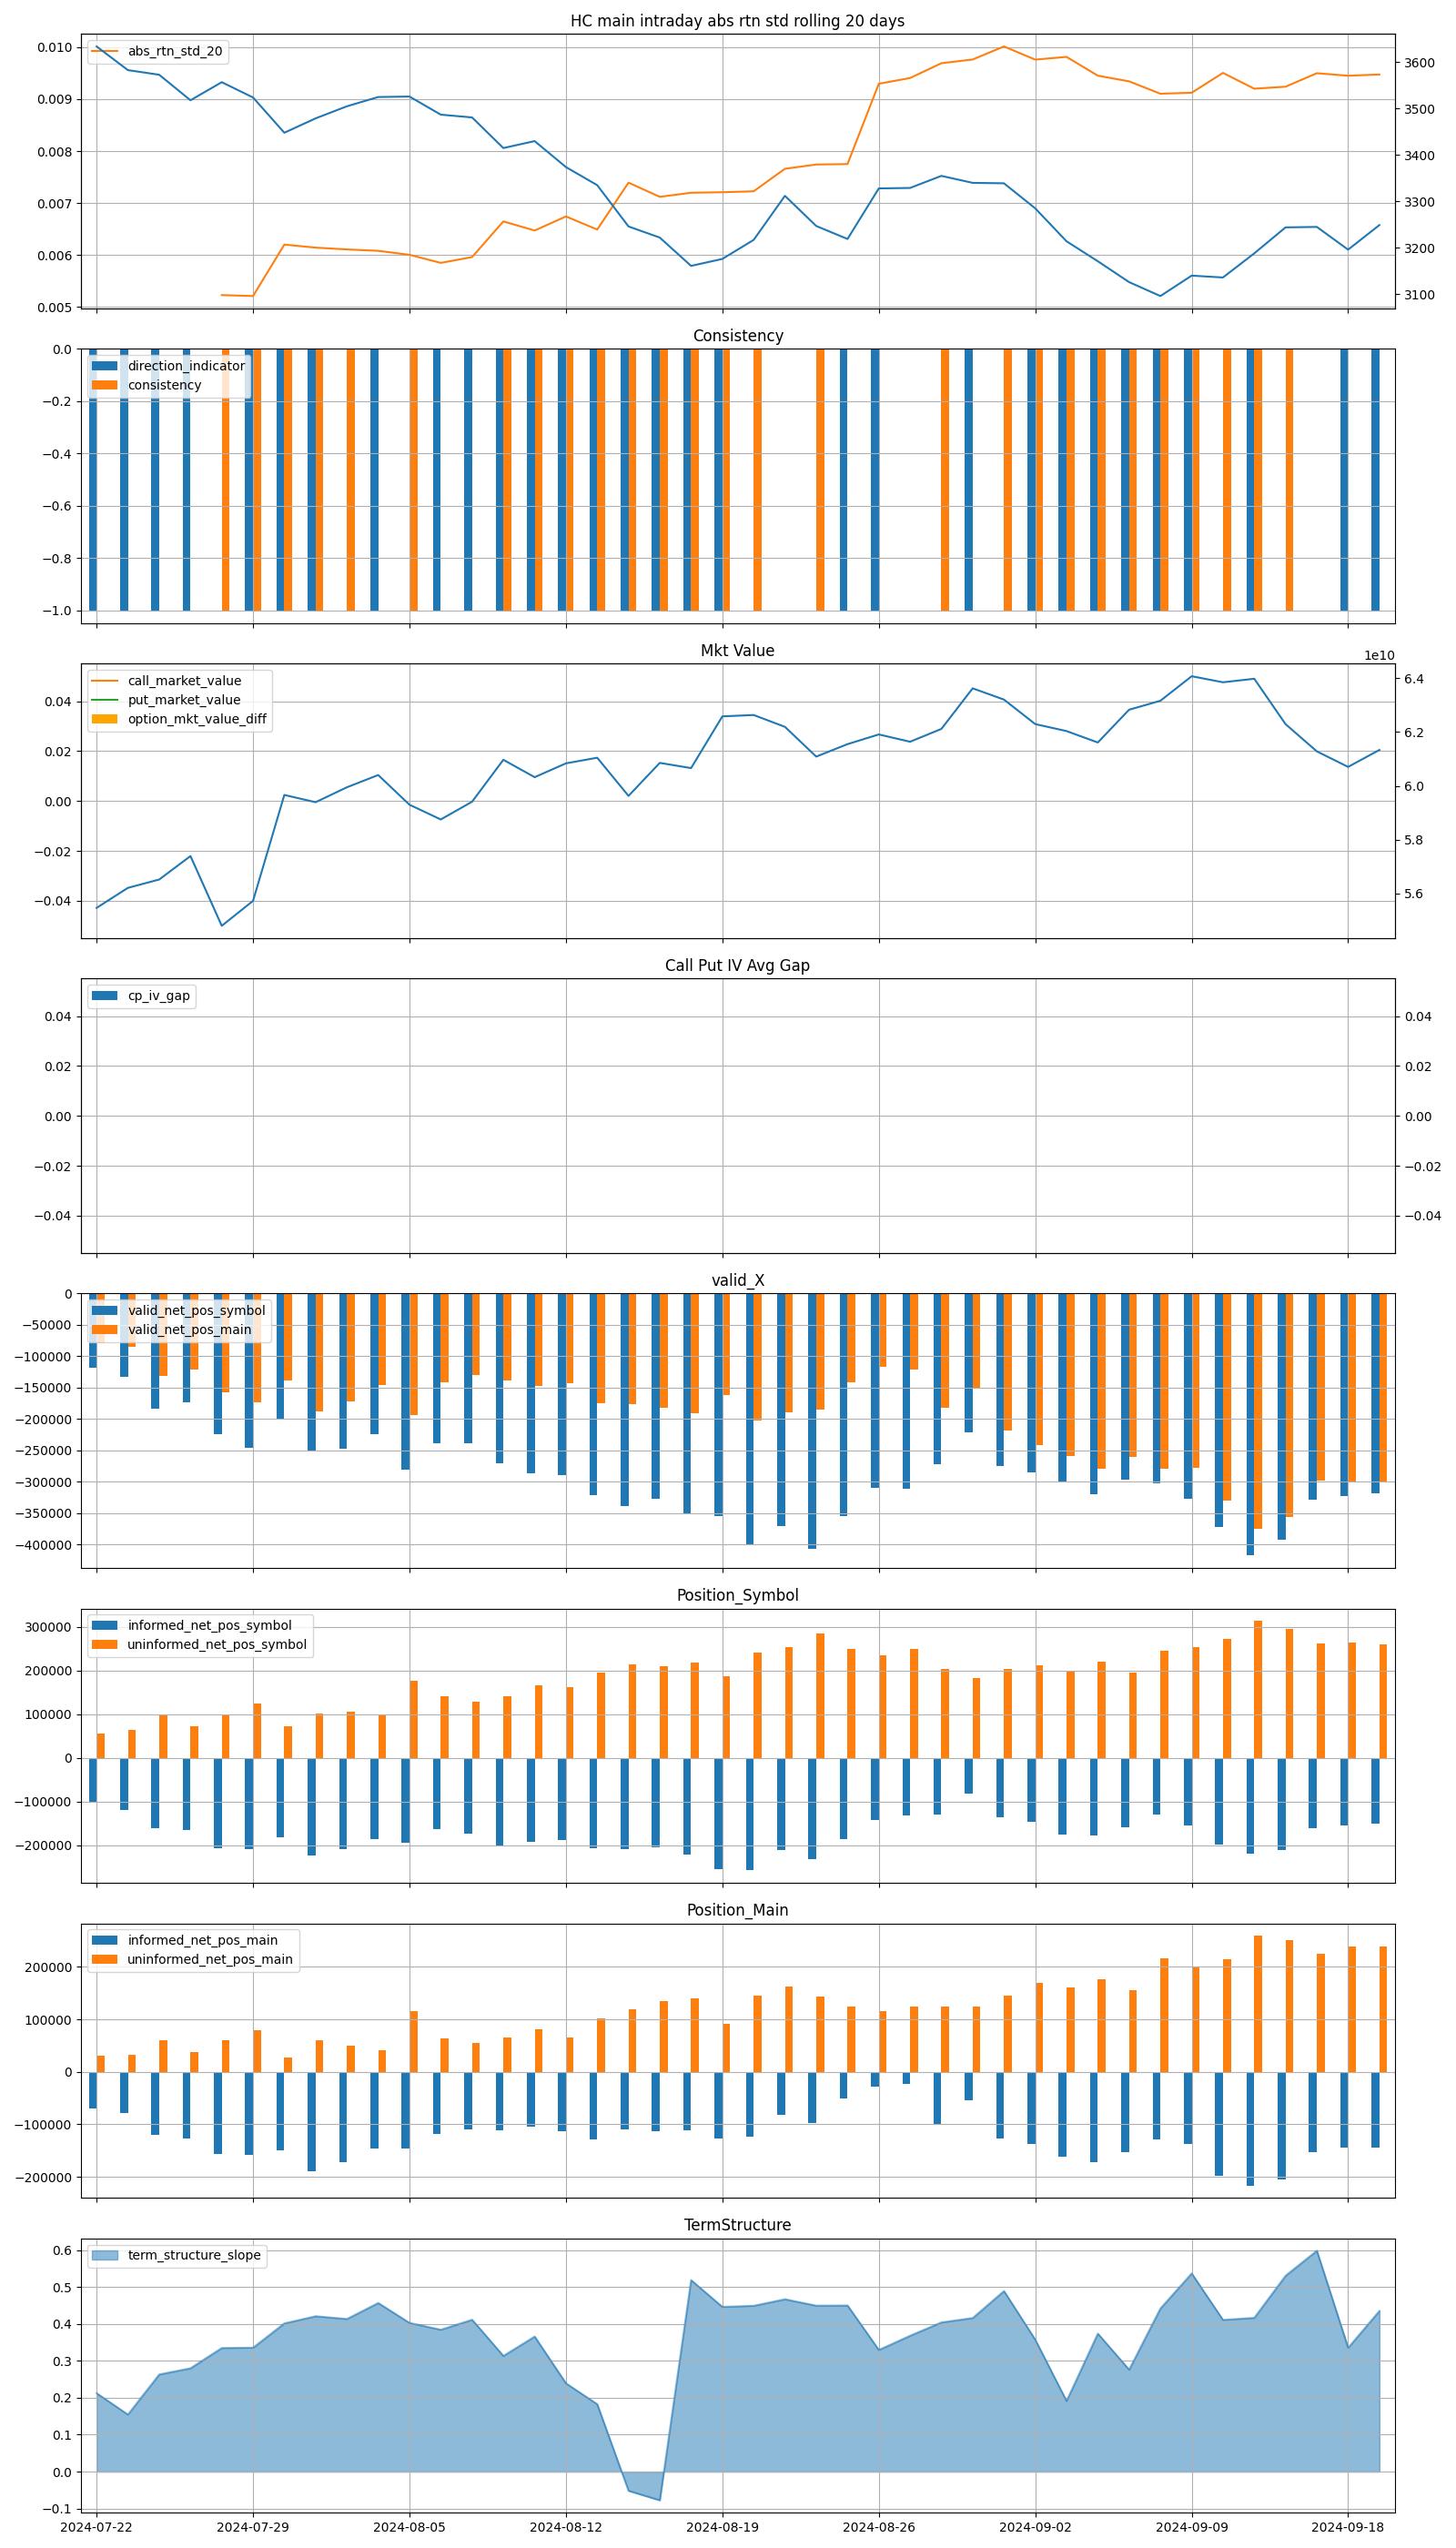 HC main intraday abs rtn std rolling 20 days
abs_rtn_std_20
0.010
0.009
0.008
0.007
0.006
0.005
3600
3500
3400
3300
3200
3100
Consistency
direction_indicator
consistency
0.0
−0.2
−0.4
−0.6
−0.8
−1.0
Mkt Value
1e10
call_market_value
put_market_value
option_mkt_value_diff
0.04
0.02
0.00
−0.02
−0.04
6.4
6.2
6.0
5.8
5.6
Call Put IV Avg Gap
cp_iv_gap
0.04
0.02
0.00
−0.02
−0.04
0.04
0.02
0.00
−0.02
−0.04
valid_X
valid_net_pos_symbol
valid_net_pos_main
0
−50000
−100000
−150000
−200000
−250000
−300000
−350000
−400000
Position_Symbol
informed_net_pos_symbol
uninformed_net_pos_symbol
300000
200000
100000
0
−100000
−200000
Position_Main
informed_net_pos_main
uninformed_net_pos_main
200000
100000
0
−100000
−200000
TermStructure
term_structure_slope
0.6
0.5
0.4
0.3
0.2
0.1
0.0
−0.1
2024-07-22 2024-07-29 2024-08-05 2024-08-12 2024-08-19 2024-08-26 2024-09-02 2024-09-09 2024-09-18